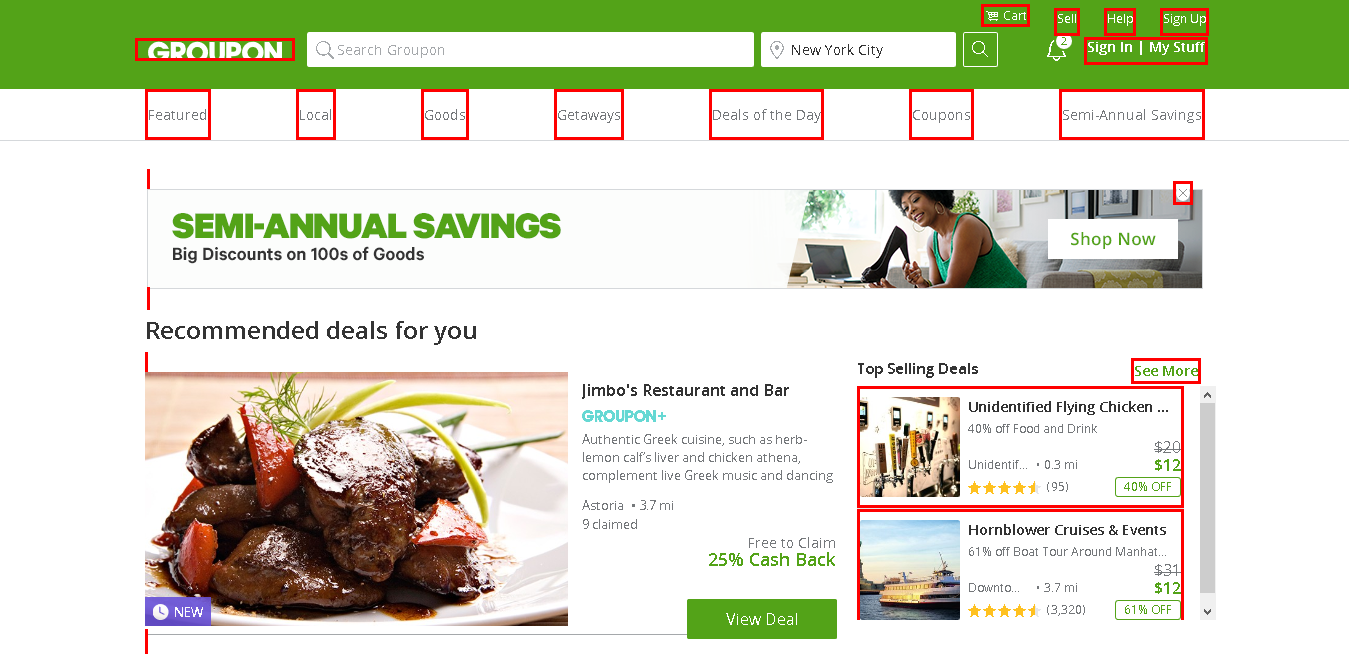 Cart
Sell
Help
Sign Up
GROUPON
Search Groupon
New York City
2
Sign In | My Stuff
Featured
Local
Goods
Getaways
Deals of the Day
Coupons
Semi-Annual Savings
SEMI-ANNUAL SAVINGS
Big Discounts on 100s of Goods
Shop Now
Recommended deals for you
Jimbo's Restaurant and Bar
GROUPON+
Authentic Greek cuisine, such as herb-
lemon calf's liver and chicken athena,
complement live Greek music and dancing
Astoria • 3.7 mi
9 claimed
Free to Claim
25% Cash Back
NEW
View Deal
Top Selling Deals
See More
Unidentified Flying Chicken ...
40% off Food and Drink
$20
Unidentif... • 0.3 mi
$12
(95)
40% OFF
Hornblower Cruises & Events
61% off Boat Tour Around Manhat...
$31
Downto... • 3.7 mi
$12
(3,320)
61% OFF